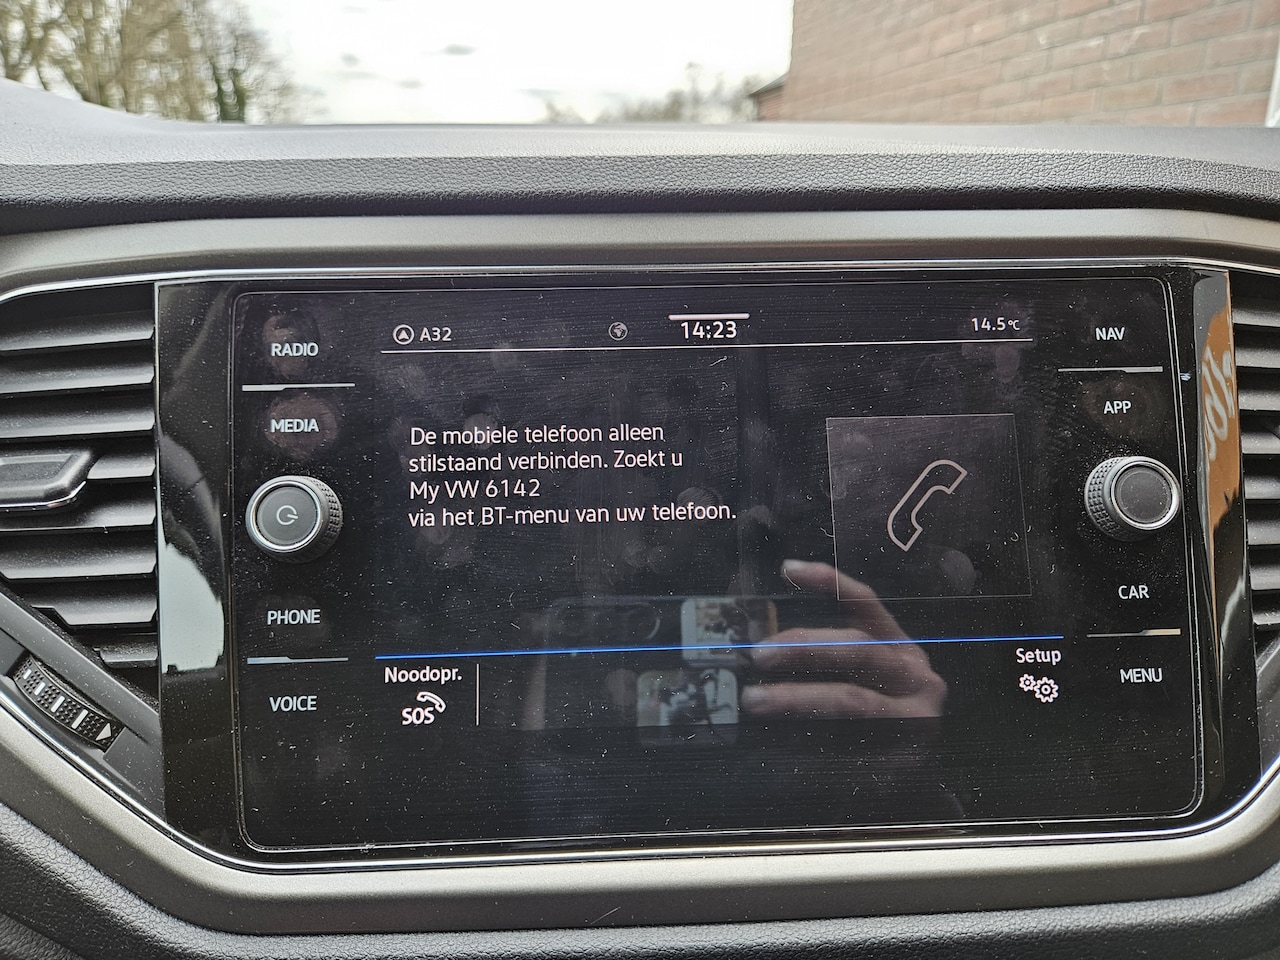 RADIO
A32
14:23
14.5°C
NAV
MEDIA
APP
De mobiele telefoon alleen
stilstaand verbinden. Zoekt u
My VW 6142
via het BT-menu van uw telefoon.
PHONE
CAR
Noodopr.
SOS
Setup
VOICE
MENU